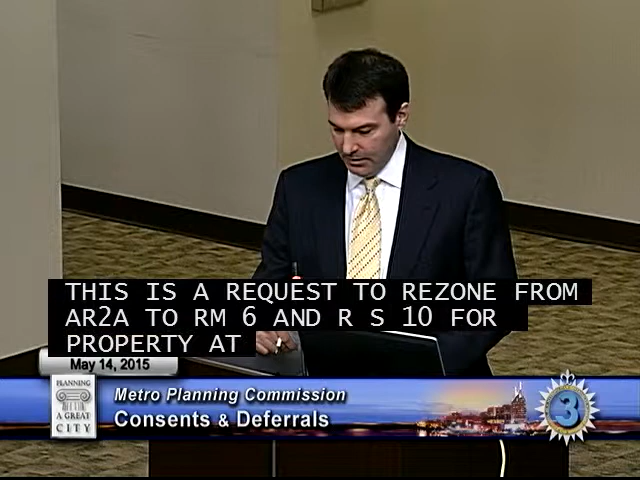 THIS IS A REQUEST TO REZONE FROM
AR2A TO RM 6 AND R S 10 FOR
PROPERTY AT
May 14, 2015
PLANNING
A GREAT
CITY
Metro Planning Commission
Consents & Deferrals
3